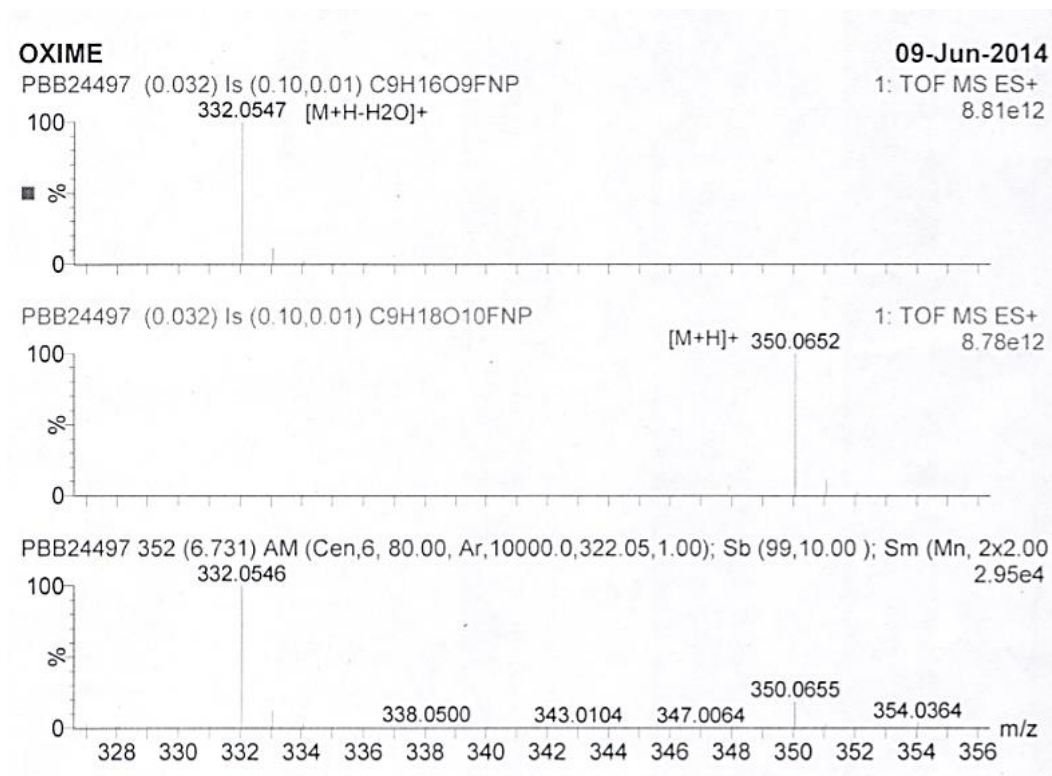 OXIME 09-Jun-2014
PBB24497 (0.032) Is (0.10,0.01) C9H16O9FNP 1: TOF MS ES+
332.0547 [M+H-H2O]+ 8.81e12
100
%
0
PBB24497 (0.032) Is (0.10,0.01) C9H18O10FNP 1: TOF MS ES+
[M+H]+ 350.0652 8.78e12
100
%
0
PBB24497 352 (6.731) AM (Cen,6, 80.00, Ar,10000.0,322.05,1.00); Sb (99,10.00 ); Sm (Mn, 2x2.00
332.0546 2.95e4
100
%
350.0655
338.0500 343.0104 347.0064 354.0364
0 m/z
328 330 332 334 336 338 340 342 344 346 348 350 352 354 356